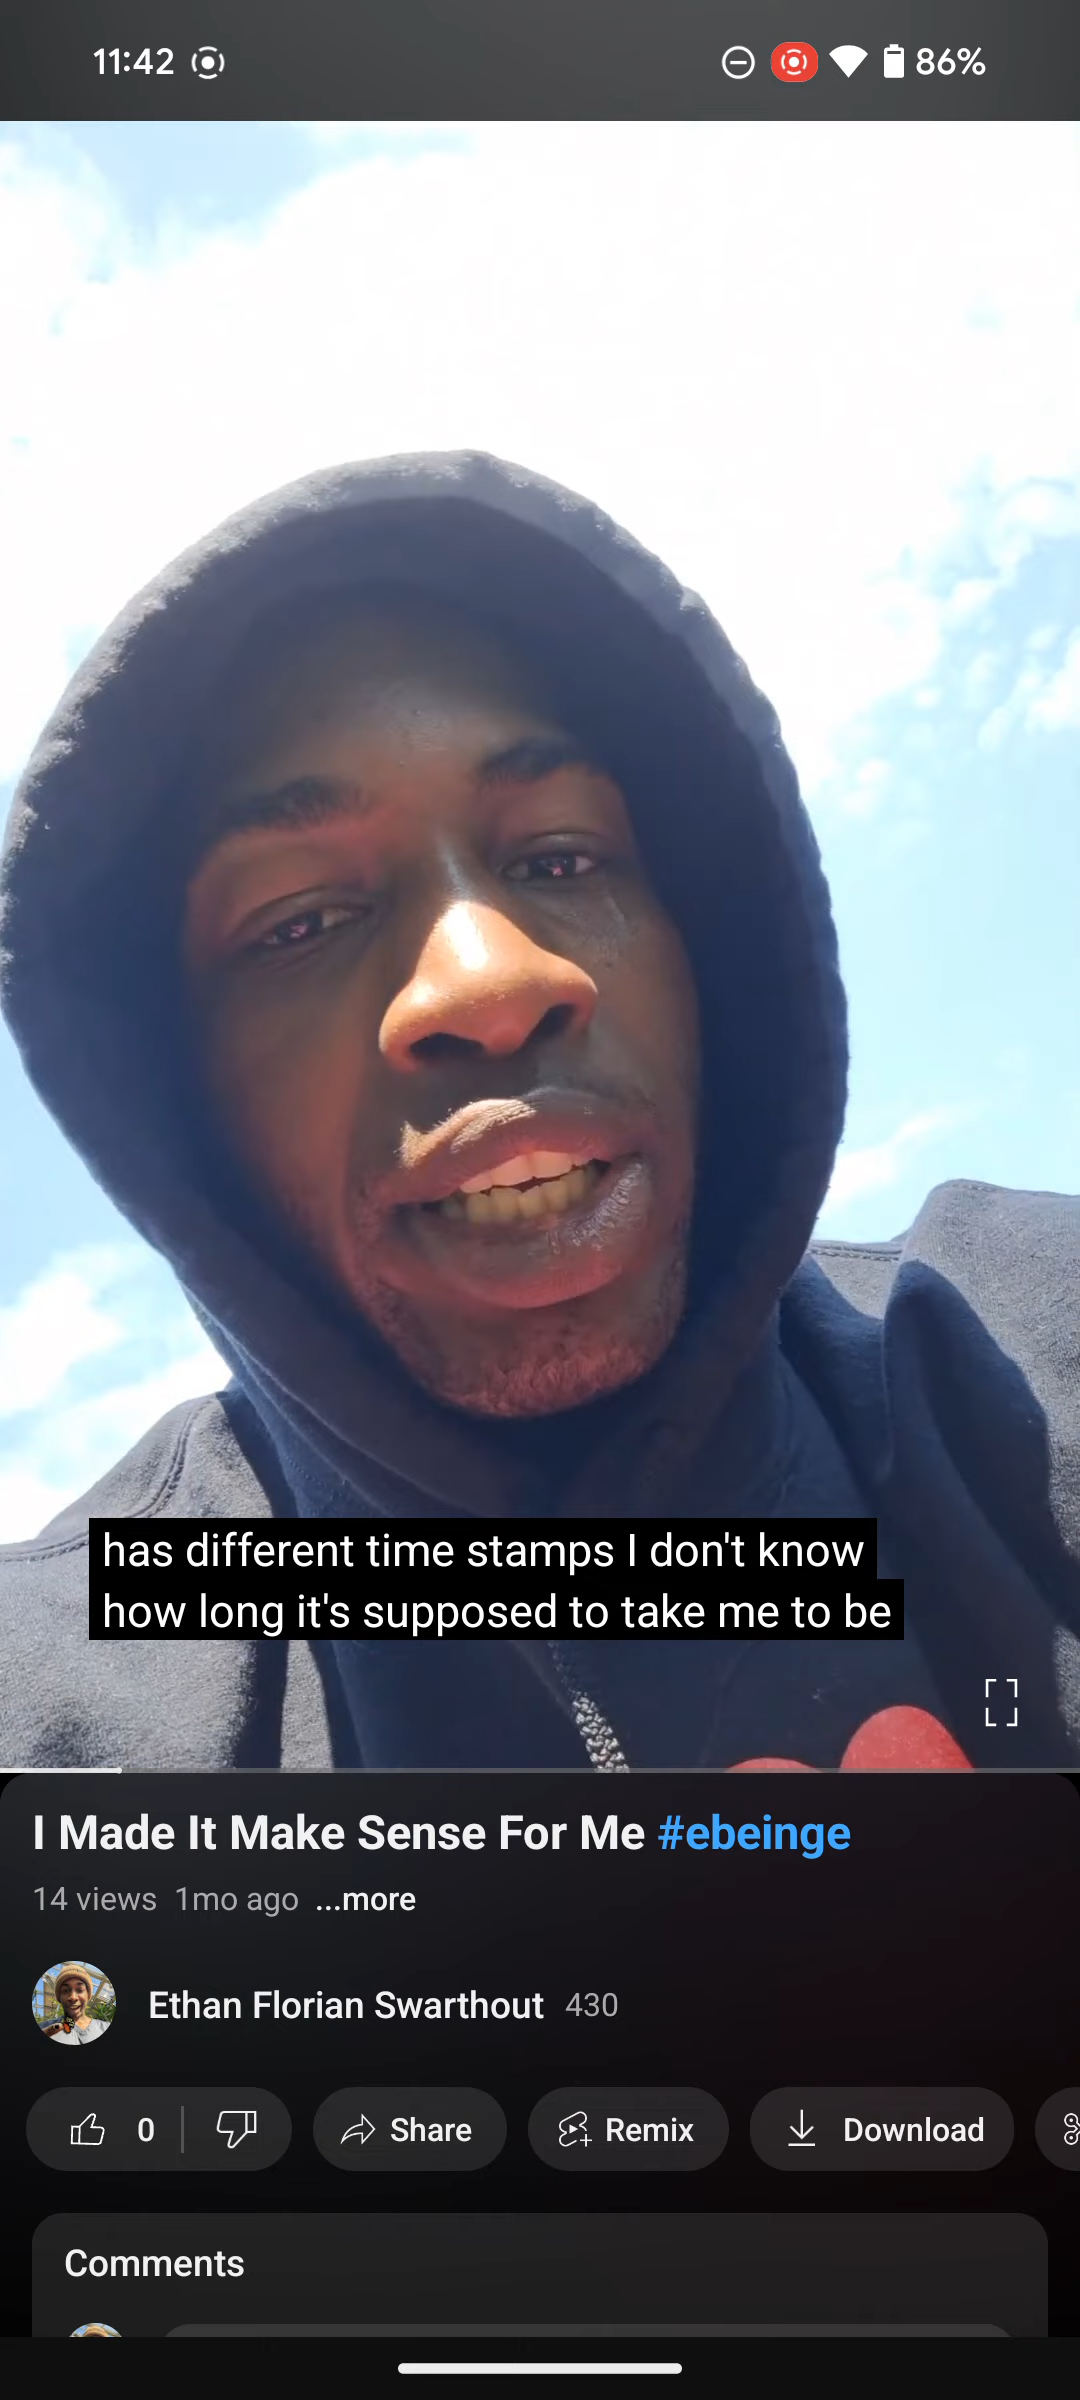 11:42
86%
has different time stamps I don't know
how long it's supposed to take me to be
I Made It Make Sense For Me #ebeinge
14 views 1mo ago ...more
Ethan Florian Swarthout 430
0 Share Remix Download
Comments